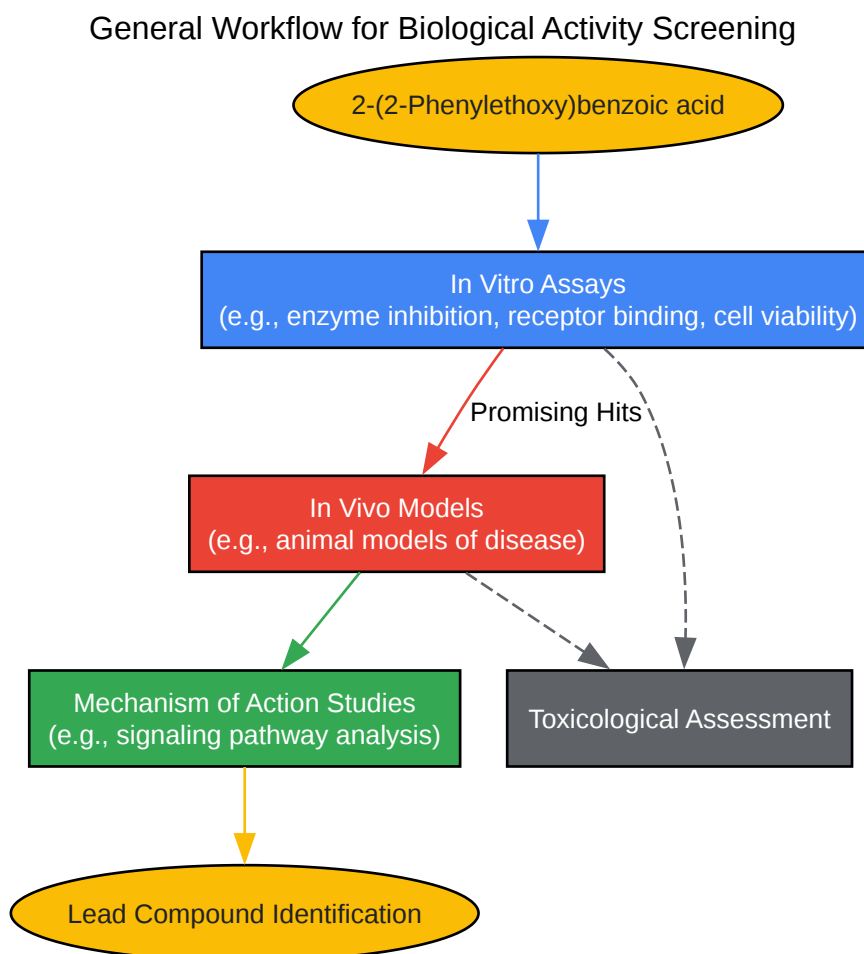 General Workflow for Biological Activity Screening
2-(2-Phenylethoxy)benzoic acid
In Vitro Assays
(e.g., enzyme inhibition, receptor binding, cell viability)
Promising Hits
In Vivo Models
(e.g., animal models of disease)
Mechanism of Action Studies
(e.g., signaling pathway analysis)
Toxicological Assessment
Lead Compound Identification